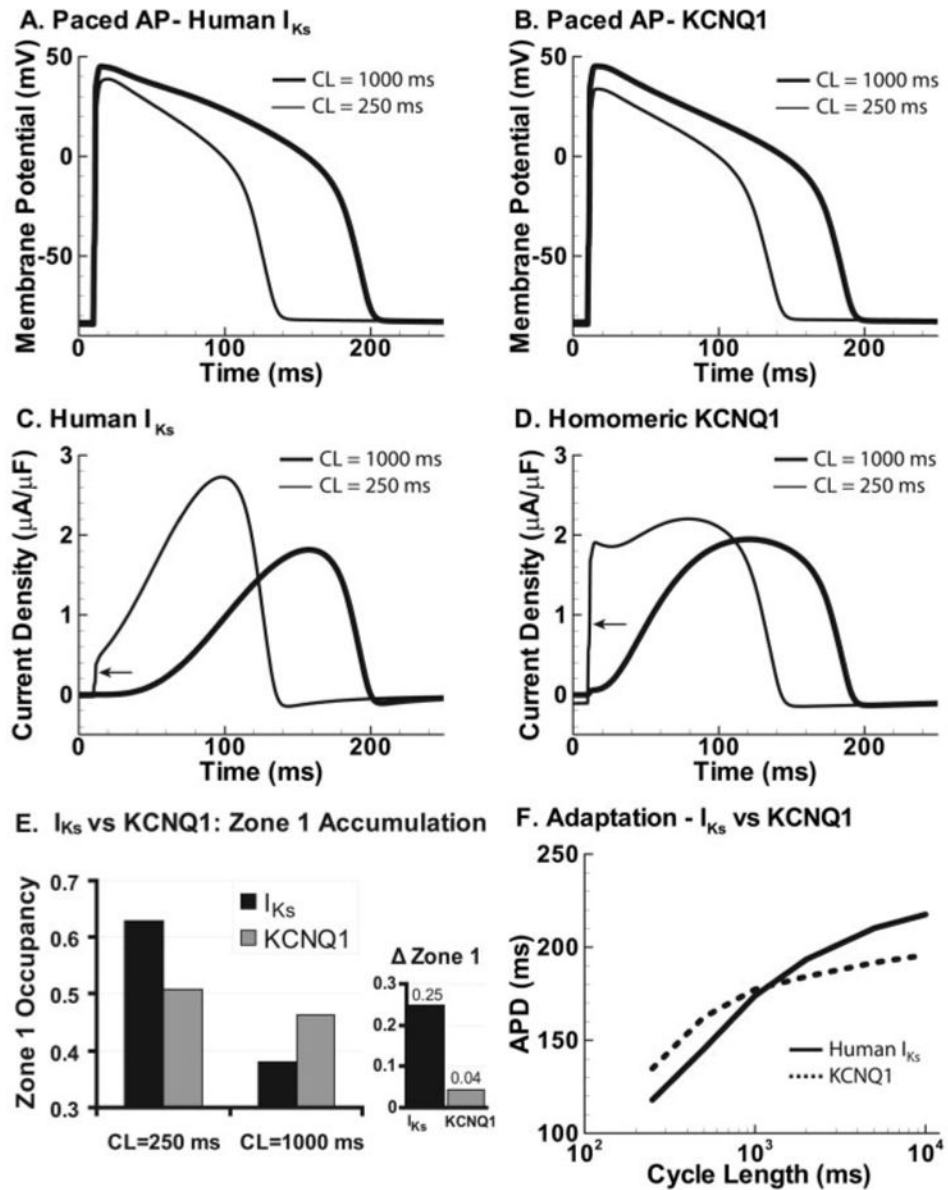 A. Paced AP- Human IKs
B. Paced AP- KCNQ1
Membrane Potential (mV)
50
0
-50
CL = 1000 ms
CL = 250 ms
0
100
200
Time (ms)
Membrane Potential (mV)
50
0
-50
CL = 1000 ms
CL = 250 ms
0
100
200
Time (ms)
C. Human IKs
D. Homomeric KCNQ1
Current Density (μA/μF)
3
2
1
0
CL = 1000 ms
CL = 250 ms
0
100
200
Time (ms)
Current Density (μA/μF)
3
2
1
0
CL = 1000 ms
CL = 250 ms
0
100
200
Time (ms)
E. IKs vs KCNQ1: Zone 1 Accumulation
Zone 1 Occupancy
0.7
0.6
0.5
0.4
0.3
IKs
KCNQ1
CL=250 ms
CL=1000 ms
Δ Zone 1
0.3
0.2
0.1
0
0.25
0.04
IKs
KCNQ1
F. Adaptation - IKs vs KCNQ1
APD (ms)
250
200
150
100
Human IKs
KCNQ1
10²
10³
10⁴
Cycle Length (ms)